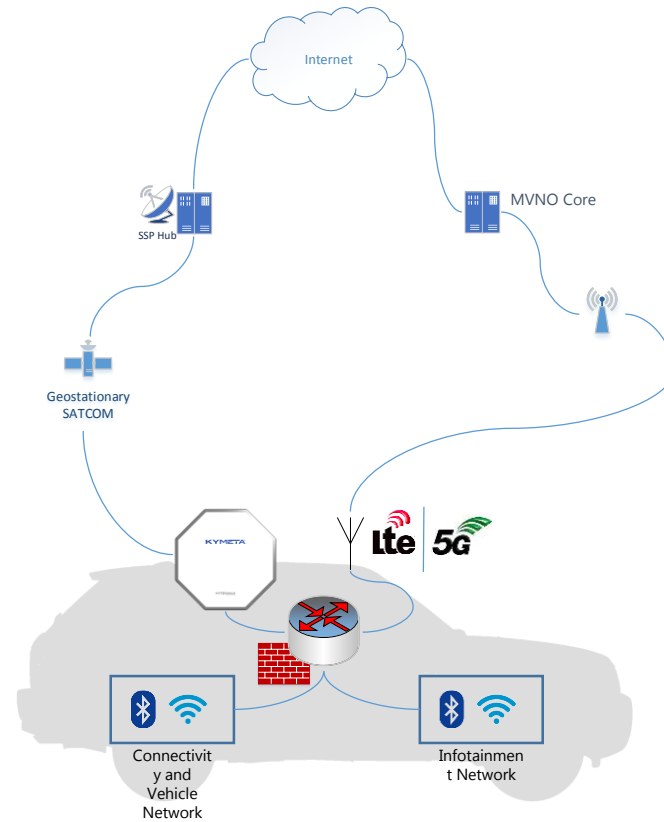 Internet
MVNO Core
SSP Hub
Geostationary
SATCOM
KYMETA
Lte
5G
Connectivit
y and
Vehicle
Network
Infotainmen
t Network